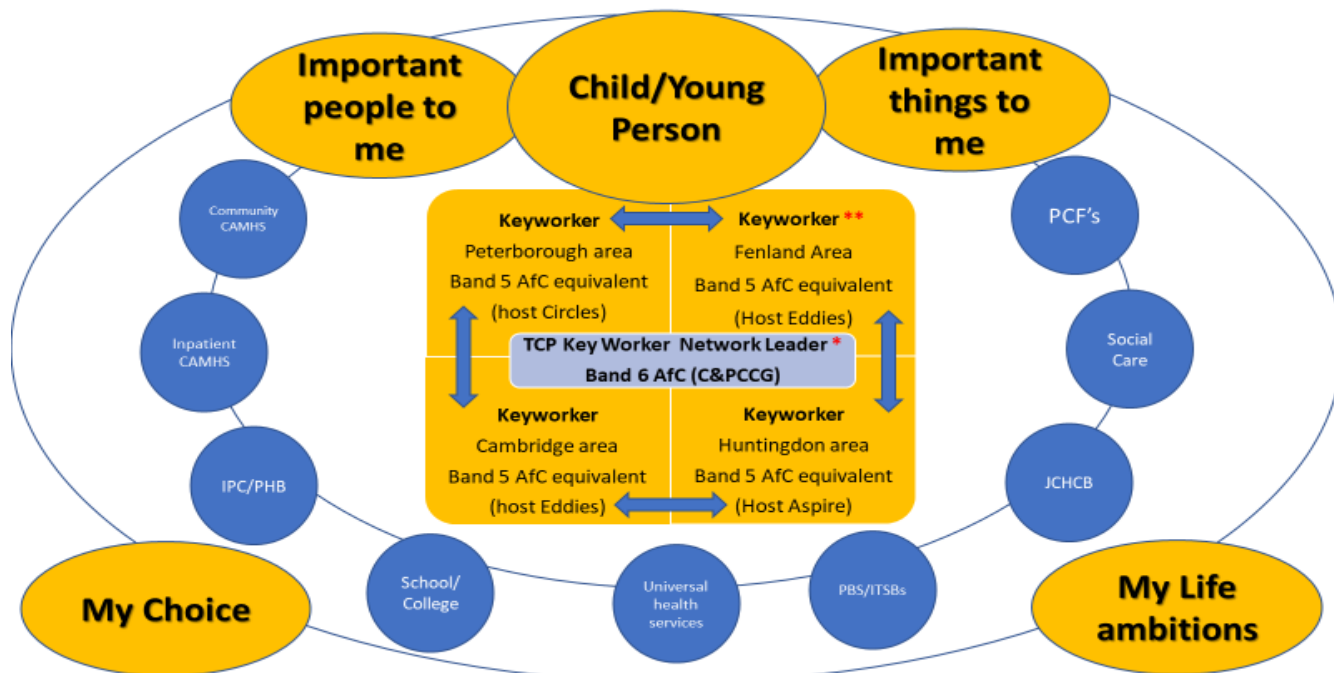 Important
people to
me
Child/Young
Person
Important
things to
me
Community
CAMHS
PCF's
Keyworker
Peterborough area
Band 5 AfC equivalent
(host Circles)
Keyworker **
Fenland Area
Band 5 AfC equivalent
(Host Eddies)
Inpatient
CAMHS
TCP Key Worker Network Leader *
Band 6 AfC (C&PCCG)
Social
Care
Keyworker
Cambridge area
Band 5 AfC equivalent
(host Eddies)
Keyworker
Huntingdon area
Band 5 AfC equivalent
(Host Aspire)
IPC/PHB
JCHCB
School/
College
Universal
health
services
PBS/ITSBs
My Choice
My Life
ambitions